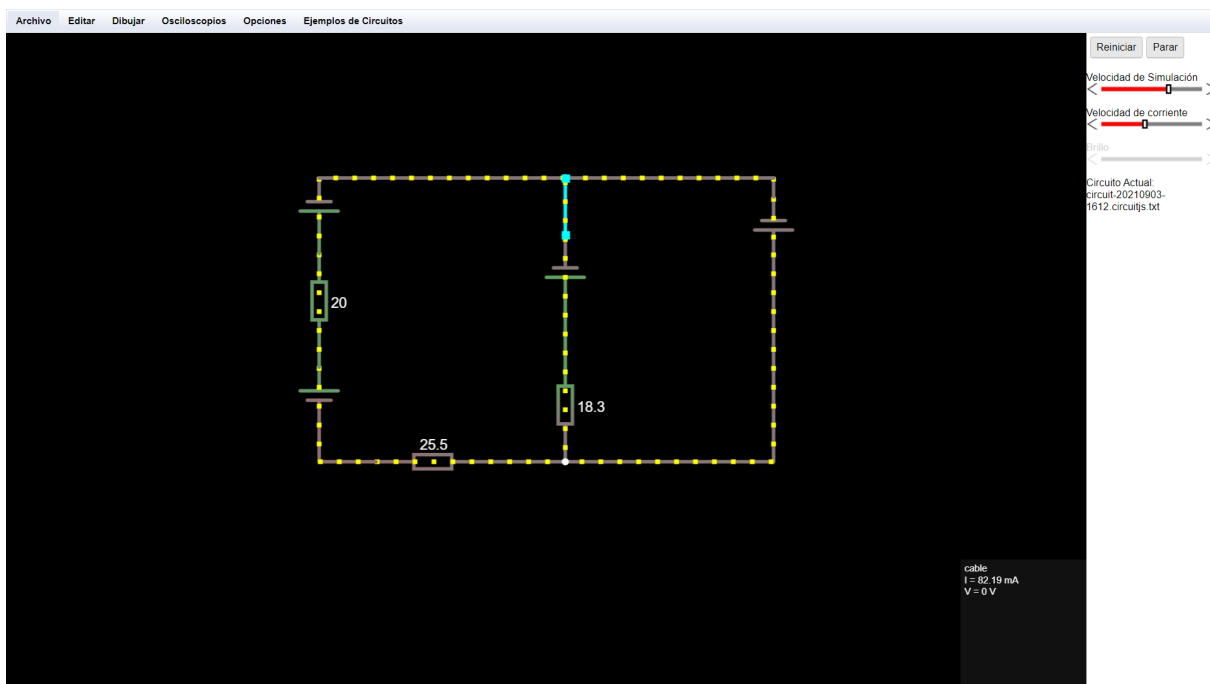 Archivo Editar Dibujar Osciloscopios Opciones Ejemplos de Circuitos
Reiniciar Parar
Velocidad de Simulación
Velocidad de corriente
Brillo
Circuito Actual:
circuit-20210903-
1612.circuitjs.txt
20
18.3
25.5
cable
I = 82.19 mA
V = 0 V